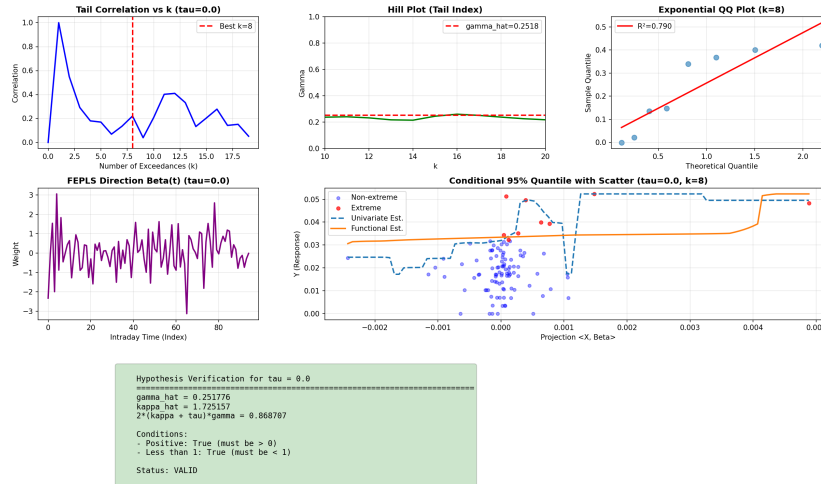 Tail Correlation vs k (tau=0.0)
Best k=8
Correlation
1.0
0.8
0.6
0.4
0.2
0.0
0.0 2.5 5.0 7.5 10.0 12.5 15.0 17.5
Number of Exceedances (k)
Hill Plot (Tail Index)
gamma_hat=0.2518
Gamma
1.0
0.8
0.6
0.4
0.2
0.0
10 12 14 16 18 20
k
Exponential QQ Plot (k=8)
R²=0.790
Sample Quantile
0.5
0.4
0.3
0.2
0.1
0.0
0.5 1.0 1.5 2.0
Theoretical Quantile
FEPLS Direction Beta(t) (tau=0.0)
Weight
3
2
1
0
−1
−2
−3
0 20 40 60 80
Intraday Time (Index)
Conditional 95% Quantile with Scatter (tau=0.0, k=8)
Non-extreme
Extreme
Univariate Est.
Functional Est.
Y (Response)
0.05
0.04
0.03
0.02
0.01
0.00
−0.002 −0.001 0.000 0.001 0.002 0.003 0.004 0.005
Projection <X, Beta>
Hypothesis Verification for tau = 0.0
gamma_hat = 0.251776
kappa_hat = 1.725157
2*(kappa + tau)*gamma = 0.868707
Conditions:
- Positive: True (must be > 0)
- Less than 1: True (must be < 1)
Status: VALID